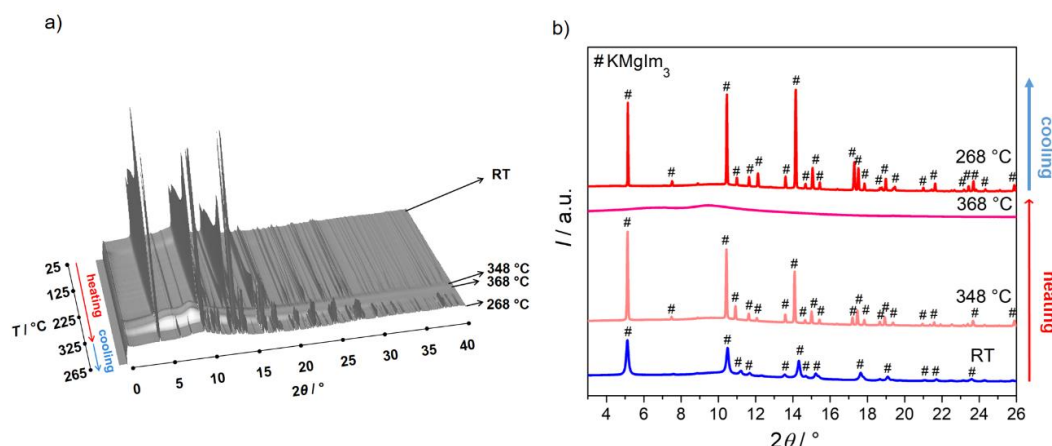 a)
RT
348 °C
368 °C
268 °C
25
125
225
325
265
heating
cooling
T / °C
0
5
10
15
20
25
30
35
40
2θ / °
b)
# KMgIm3
# # # # # # # # # # # # # # # # # # # # # #
268 °C
368 °C
# # # # # # # # # # # # # # # # # # # #
348 °C
# # # # # # # # # # # # # #
RT
I / a.u.
4 6 8 10 12 14 16 18 20 22 24 26
2θ / °
cooling
heating